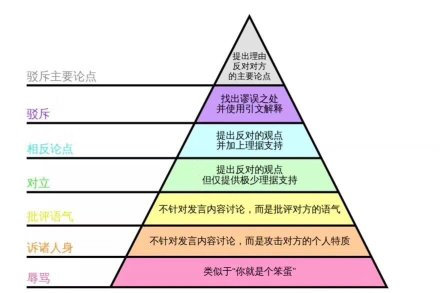 提出理由
反对对方
的主要论点
驳斥主要论点
找出谬误之处
并使用引文解释
驳斥
提出反对的观点
并加上理据支持
相反论点
提出反对的观点
但仅提供极少理据支持
对立
不针对发言内容讨论，而是批评对方的语气
批评语气
不针对发言内容讨论，而是攻击对方的个人特质
诉诸人身
类似于"你就是个笨蛋"
辱骂